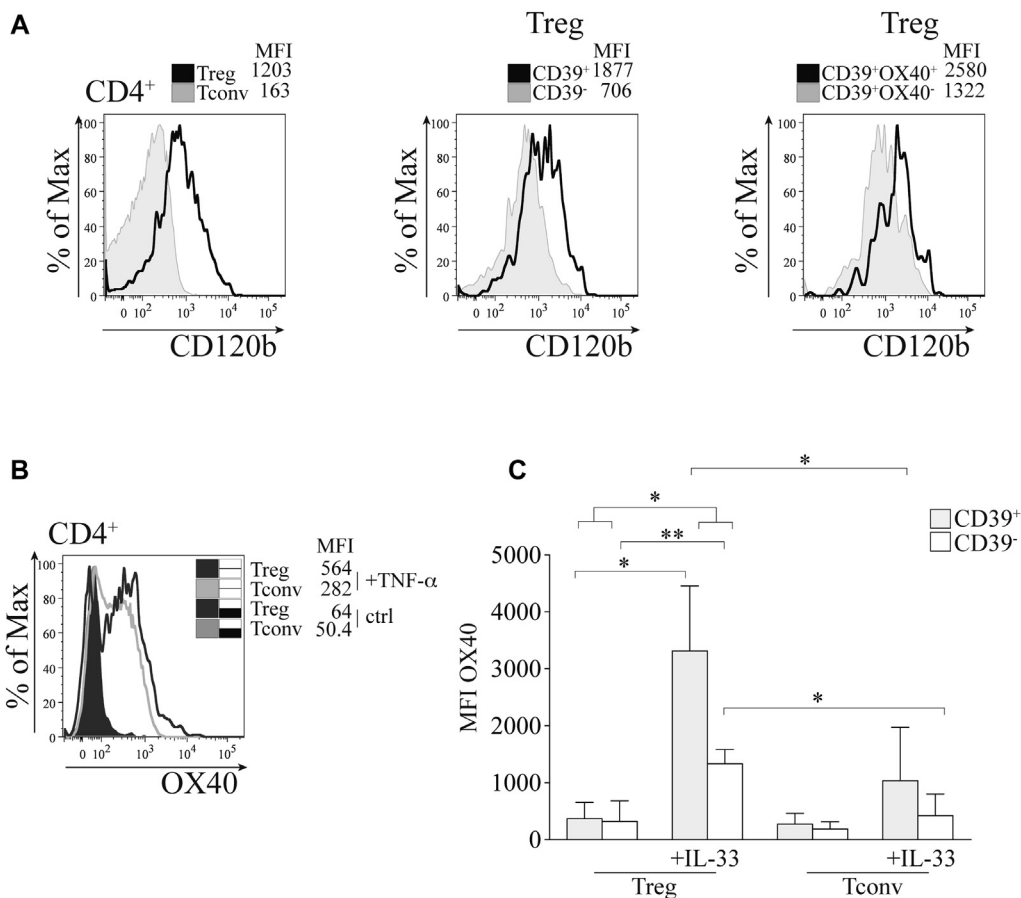 A
Treg
Treg
MFI
MFI
MFI
CD4+
Treg 1203
Tconv 163
CD39+ 1877
CD39- 706
CD39+OX40+ 2580
CD39+OX40- 1322
% of Max
100
80
60
40
20
0
0 10² 10³ 10⁴ 10⁵
CD120b
% of Max
100
80
60
40
20
0
0 10² 10³ 10⁴ 10⁵
CD120b
% of Max
100
80
60
40
20
0
0 10² 10³ 10⁴ 10⁵
CD120b
B
CD4+
MFI
Treg 564
Tconv 282
+TNF-α
Treg 64
Tconv 50.4
ctrl
% of Max
100
80
60
40
20
0
0 10² 10³ 10⁴ 10⁵
OX40
C
*
*
**
*
*
CD39+
CD39-
MFI OX40
5000
4000
3000
2000
1000
0
+IL-33 +IL-33
Treg Tconv